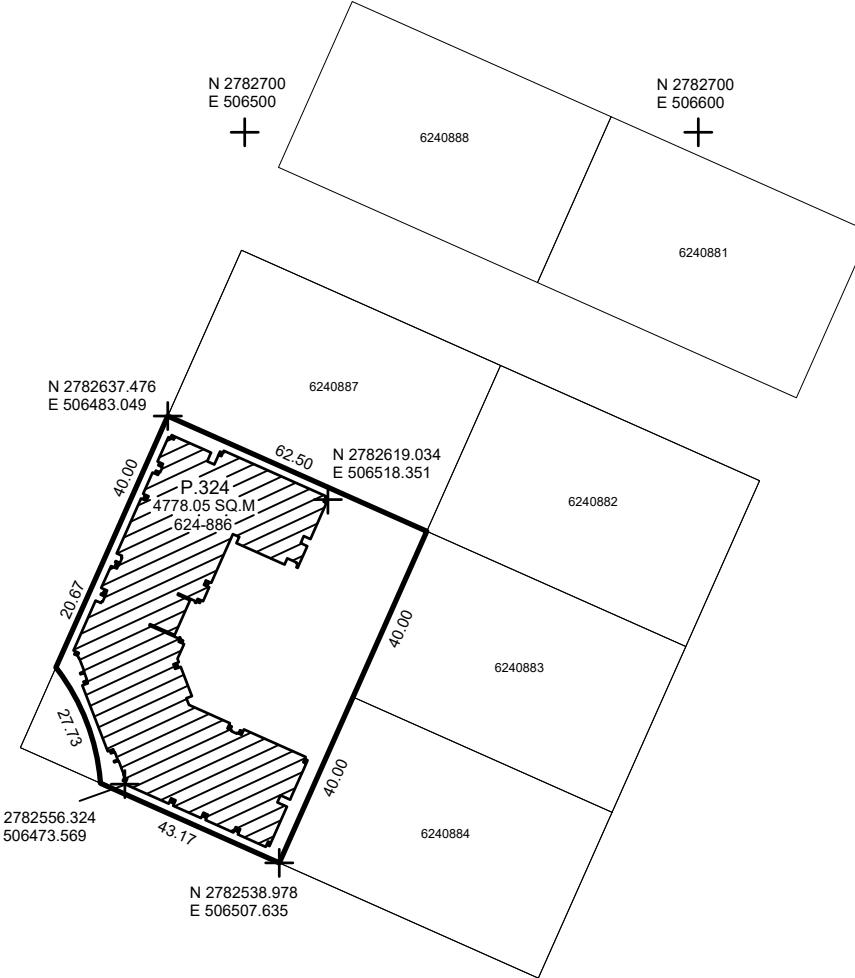 N 2782700
E 506500
N 2782700
E 506600
6240888
6240881
N 2782637.476
E 506483.049
6240887
62.50
N 2782619.034
E 506518.351
40.00
P.324
4778.05 SQ.M
624-886
6240882
20.67
40.00
6240883
27.73
40.00
2782556.324
506473.569
43.17
6240884
N 2782538.978
E 506507.635